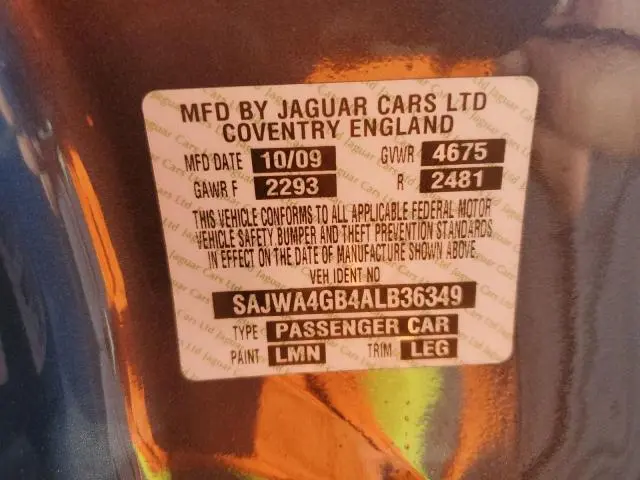 MFD BY JAGUAR CARS LTD
COVENTRY ENGLAND
MFD DATE 10/09 GVWR 4675
GAWR F 2293 R 2481
THIS VEHICLE CONFORMS TO ALL APPLICABLE FEDERAL MOTOR
VEHICLE SAFETY BUMPER AND THEFT PREVENTION STANDARDS
IN EFFECT ON THE DATE OF MANUFACTURE SHOWN ABOVE.
VEH IDENT NO
SAJWA4GB4ALB36349
TYPE PASSENGER CAR
PAINT LMN TRIM LEG